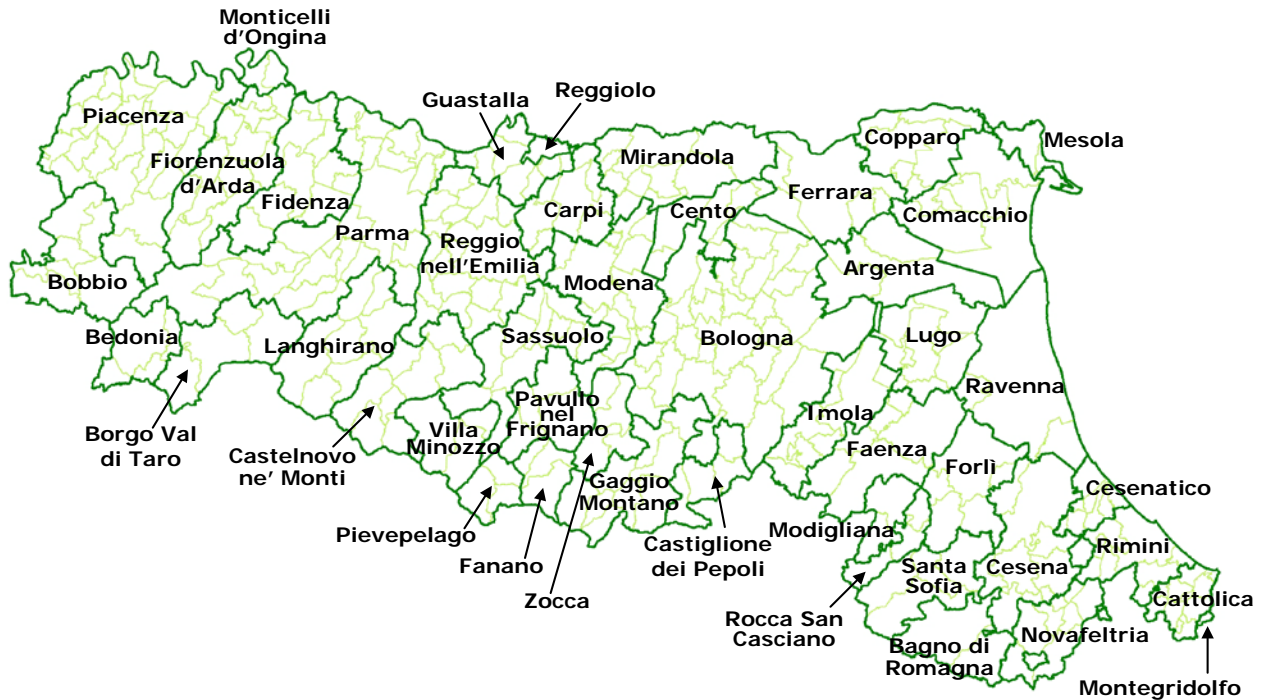 Monticelli
d'Ongina
Guastalla
Reggiolo
Piacenza
Copparo
Mesola
Mirandola
Fiorenzuola
d'Arda
Ferrara
Fidenza
Carpi
Cento
Comacchio
Parma
Reggio
nell'Emilia
Argenta
Bobbio
Modena
Bedonia
Langhirano
Sassuolo
Bologna
Lugo
Ravenna
Borgo Val
di Taro
Castelnovo
ne' Monti
Villa
Minozzo
Pavullo
nel
Frignano
Imola
Faenza
Forlì
Gaggio
Montano
Cesenatico
Pievepelago
Fanano
Zocca
Castiglione
dei Pepoli
Modigliana
Rimini
Santa
Sofia
Cesena
Cattolica
Rocca San
Casciano
Bagno di
Romagna
Novafeltria
Montegridolfo